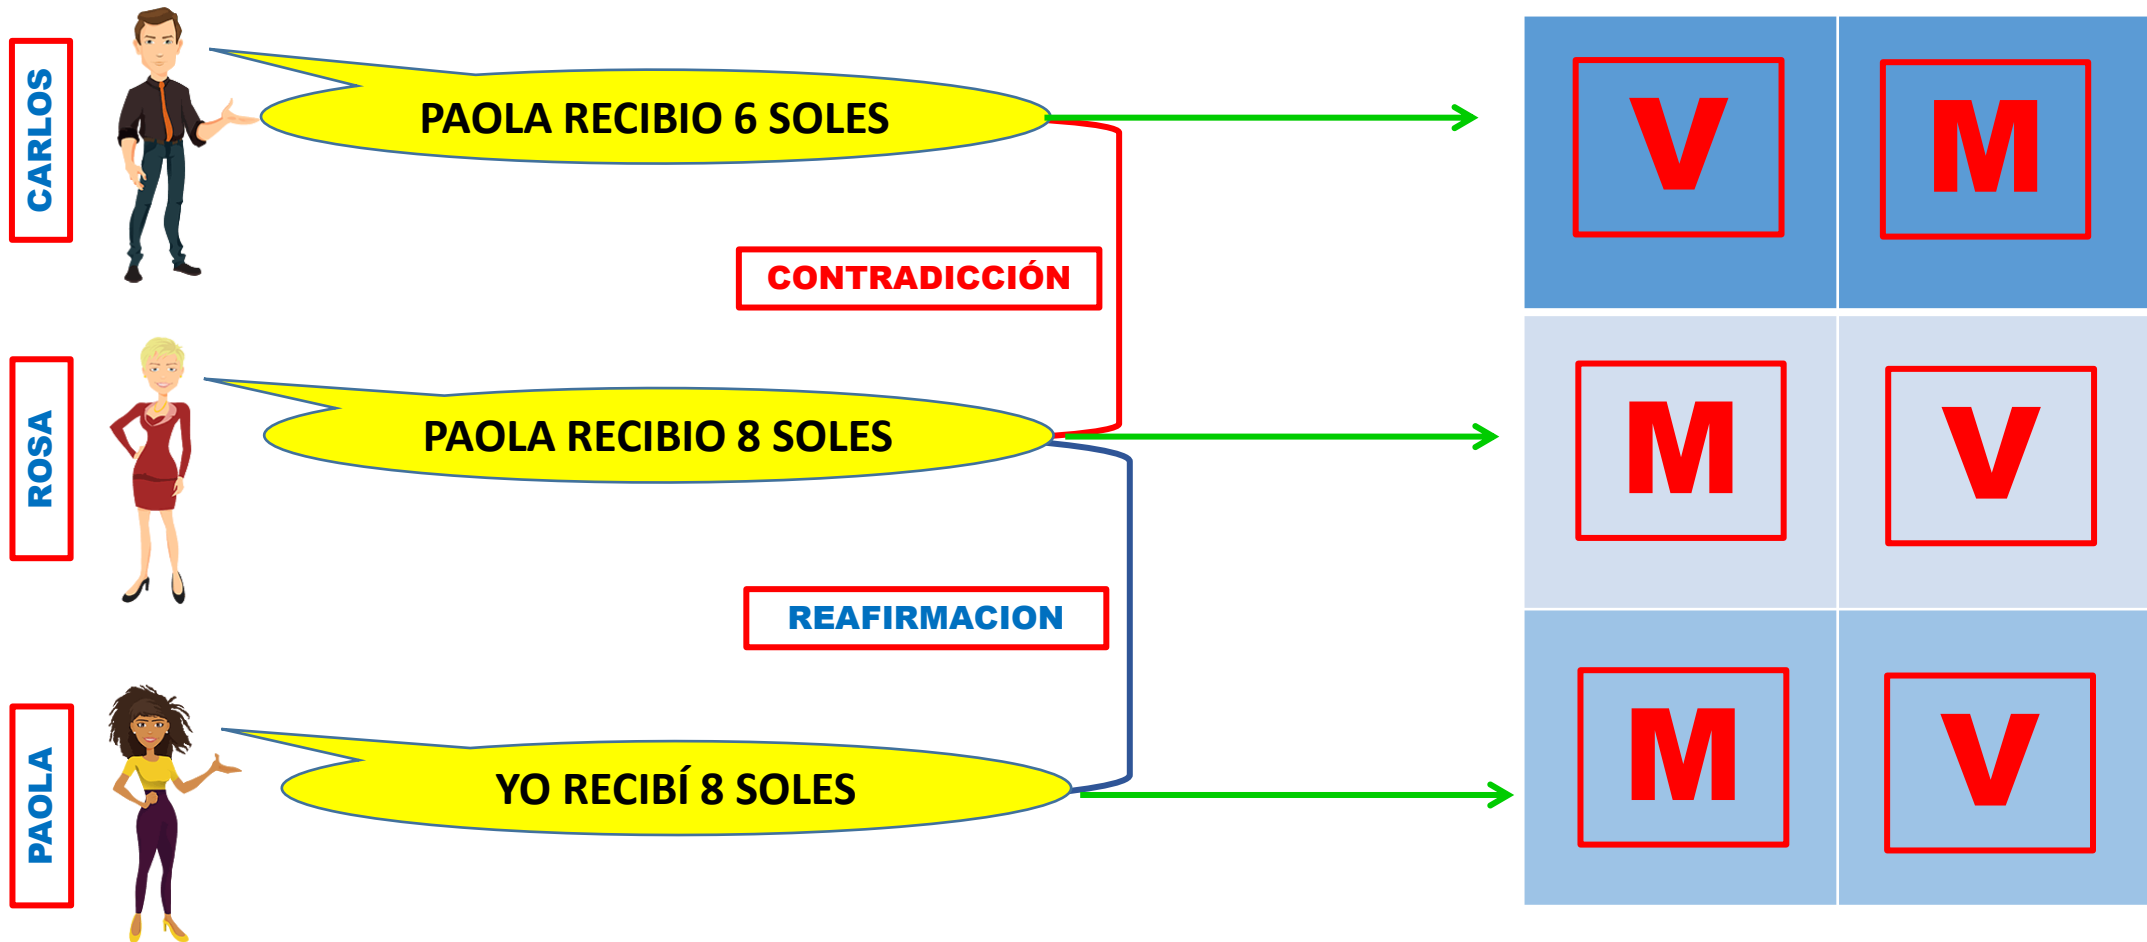 CARLOS
PAOLA RECIBIO 6 SOLES
V
M
CONTRADICCIÓN
ROSA
PAOLA RECIBIO 8 SOLES
M
V
REAFIRMACION
PAOLA
YO RECIBÍ 8 SOLES
M
V